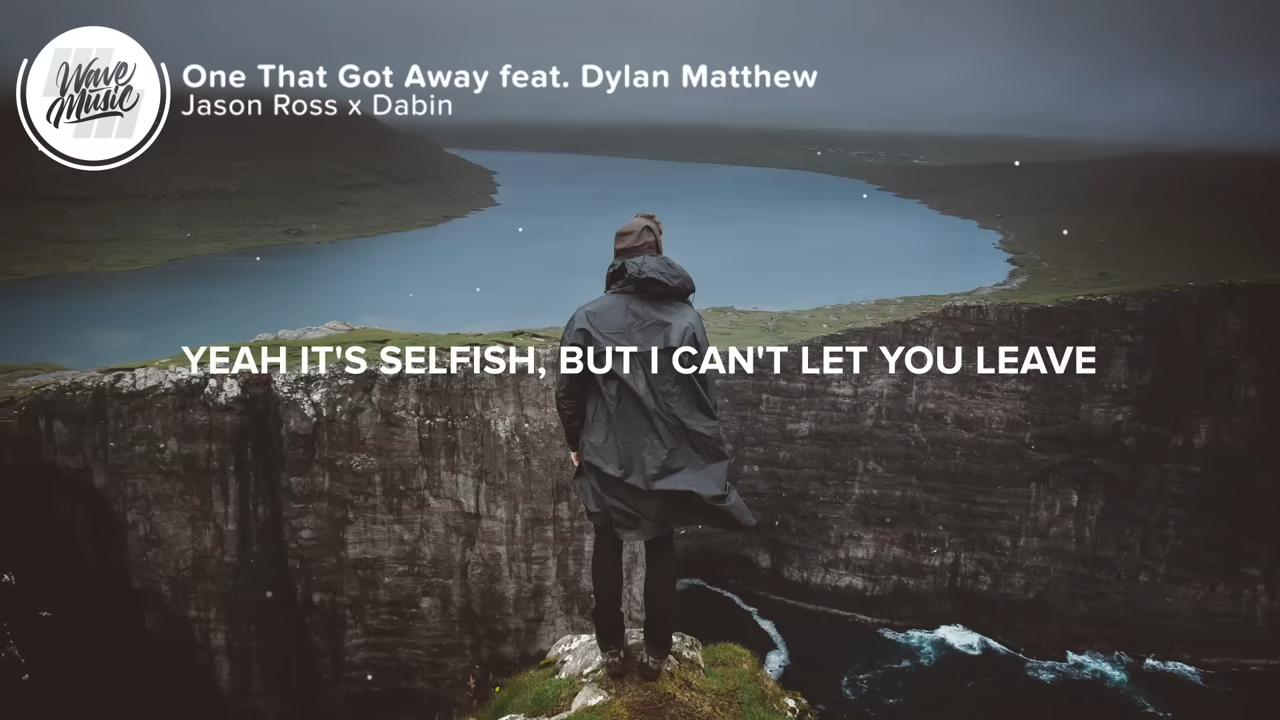 Wave
Music
One That Got Away feat. Dylan Matthew
Jason Ross x Dabin
YEAH IT'S SELFISH, BUT I CAN'T LET YOU LEAVE